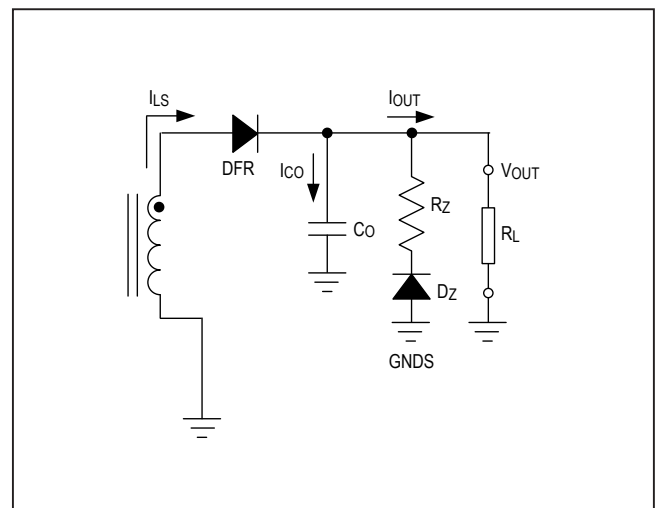 ILS
IOUT
DFR
ICO
VOUT
RZ
CO
RL
DZ
GNDS